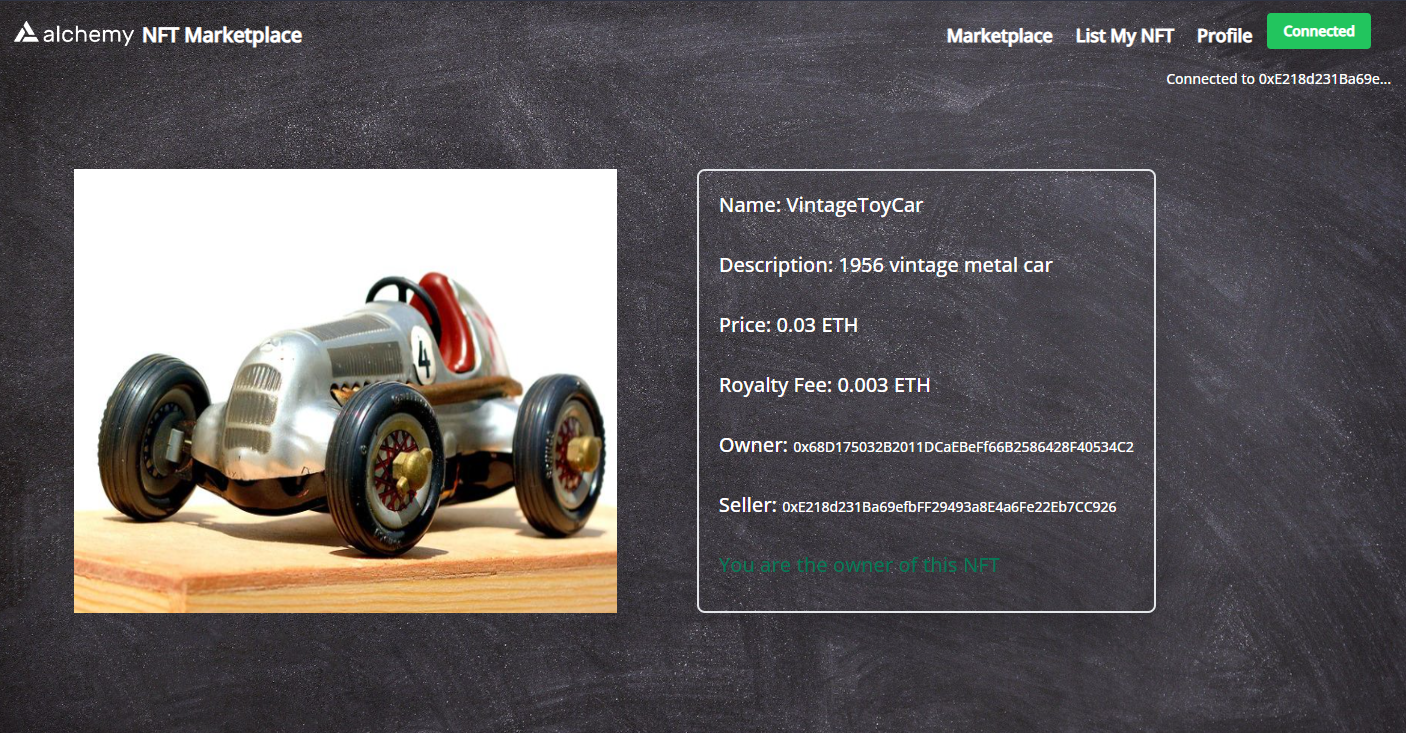 alchemy NFT Marketplace
Marketplace List My NFT Profile Connected
Connected to 0xE218d231Ba69e...
Name: VintageToyCar
Description: 1956 vintage metal car
Price: 0.03 ETH
Royalty Fee: 0.003 ETH
Owner: 0x68D175032B2011DCaEBeFf66B2586428F40534C2
Seller: 0xE218d231Ba69efbFF29493a8E4a6Fe22Eb7CC926
You are the owner of this NFT
4